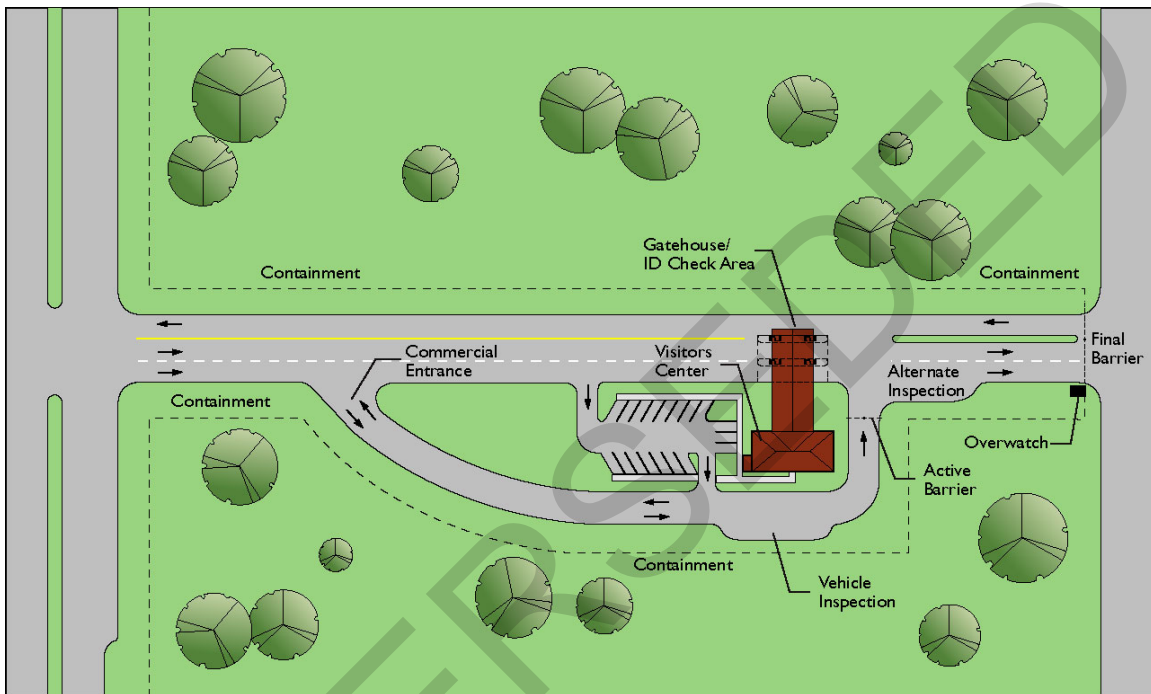 Gatehouse/
ID Check Area
Containment
Containment
Final
Barrier
Commercial
Entrance
Visitors
Center
Alternate
Inspection
Containment
Overwatch
Active
Barrier
Containment
Vehicle
Inspection
ERSEDED